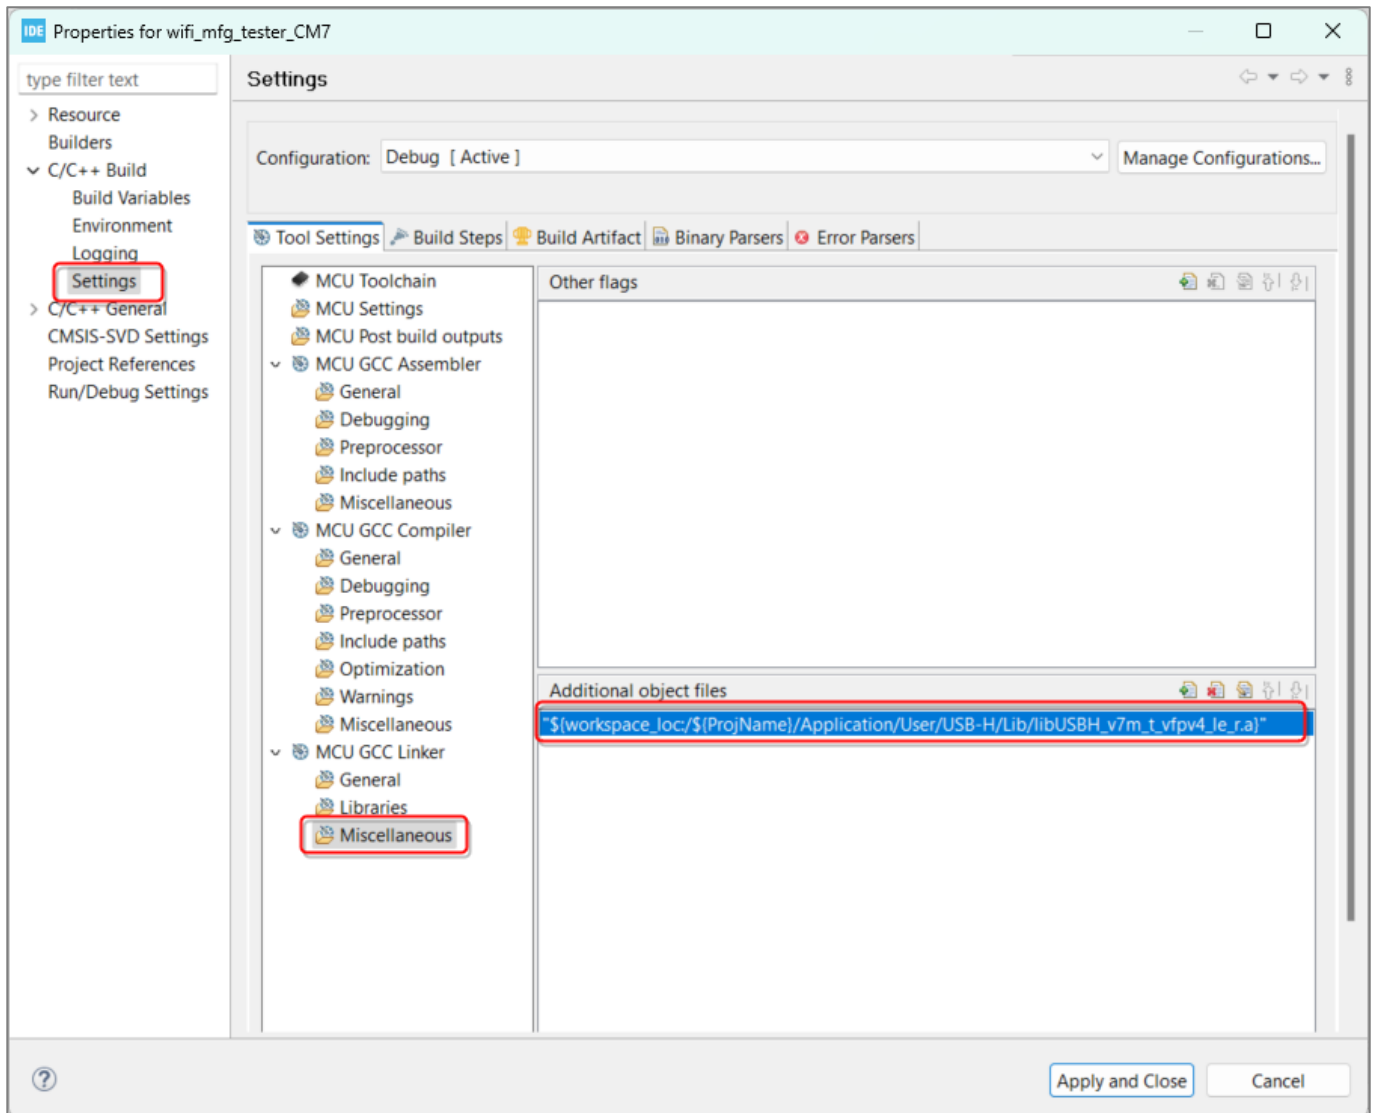 IDE Properties for wifi_mfg_tester_CM7
type filter text
Resource
Builders
C/C++ Build
Build Variables
Environment
Logging
Settings
C/C++ General
CMSIS-SVD Settings
Project References
Run/Debug Settings
Settings
Configuration: Debug [ Active ]
Manage Configurations...
Tool Settings Build Steps Build Artifact Binary Parsers Error Parsers
MCU Toolchain
MCU Settings
MCU Post build outputs
MCU GCC Assembler
General
Debugging
Preprocessor
Include paths
Miscellaneous
MCU GCC Compiler
General
Debugging
Preprocessor
Include paths
Optimization
Warnings
Miscellaneous
MCU GCC Linker
General
Libraries
Miscellaneous
Other flags
Additional object files
"${workspace_loc:/${ProjName}/Application/User/USB-H/Lib/libUSBH_v7m_t_vfpv4_le_r.a}"
Apply and Close
Cancel